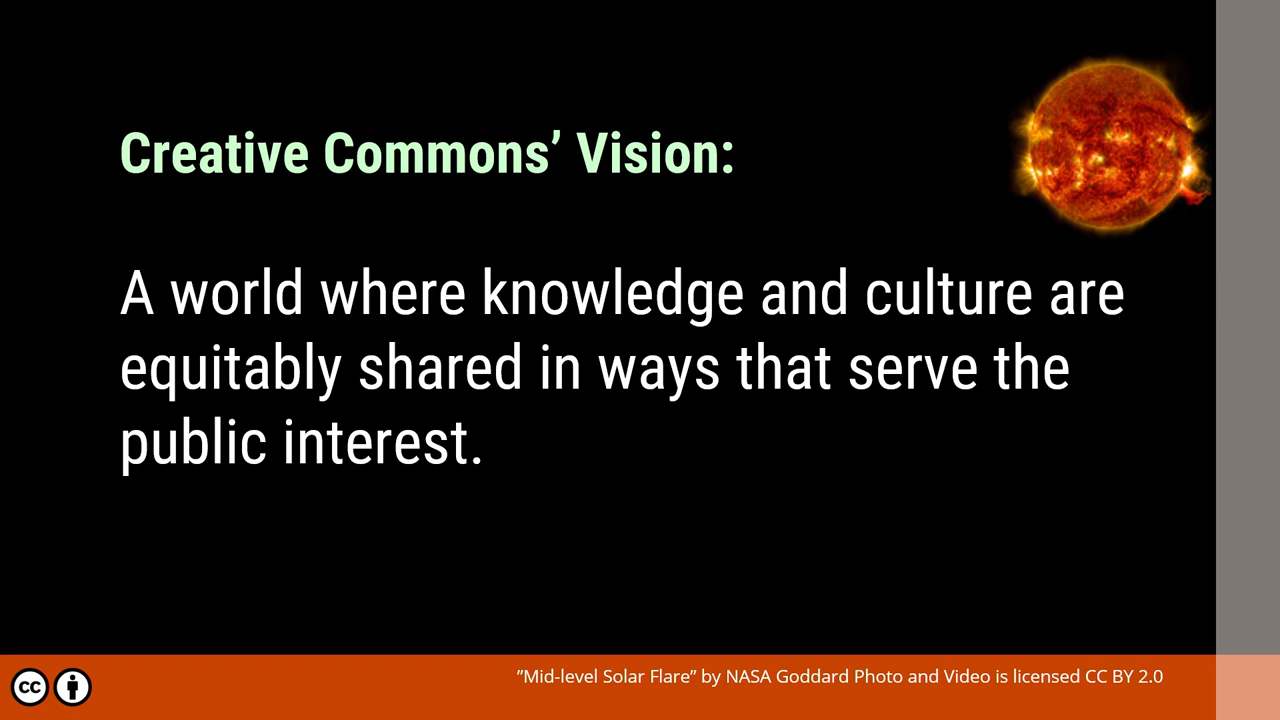 Creative Commons’ Vision:
A world where knowledge and culture are
equitably shared in ways that serve the
public interest.
”Mid-level Solar Flare” by NASA Goddard Photo and Video is licensed CC BY 2.0
cc